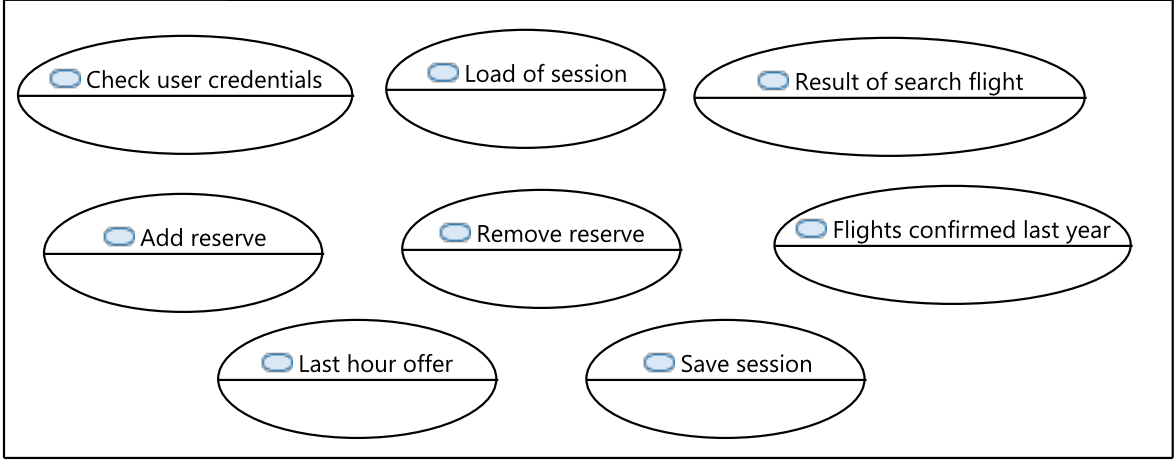 Check user credentials
Load of session
Result of search flight
Add reserve
Remove reserve
Flights confirmed last year
Last hour offer
Save session